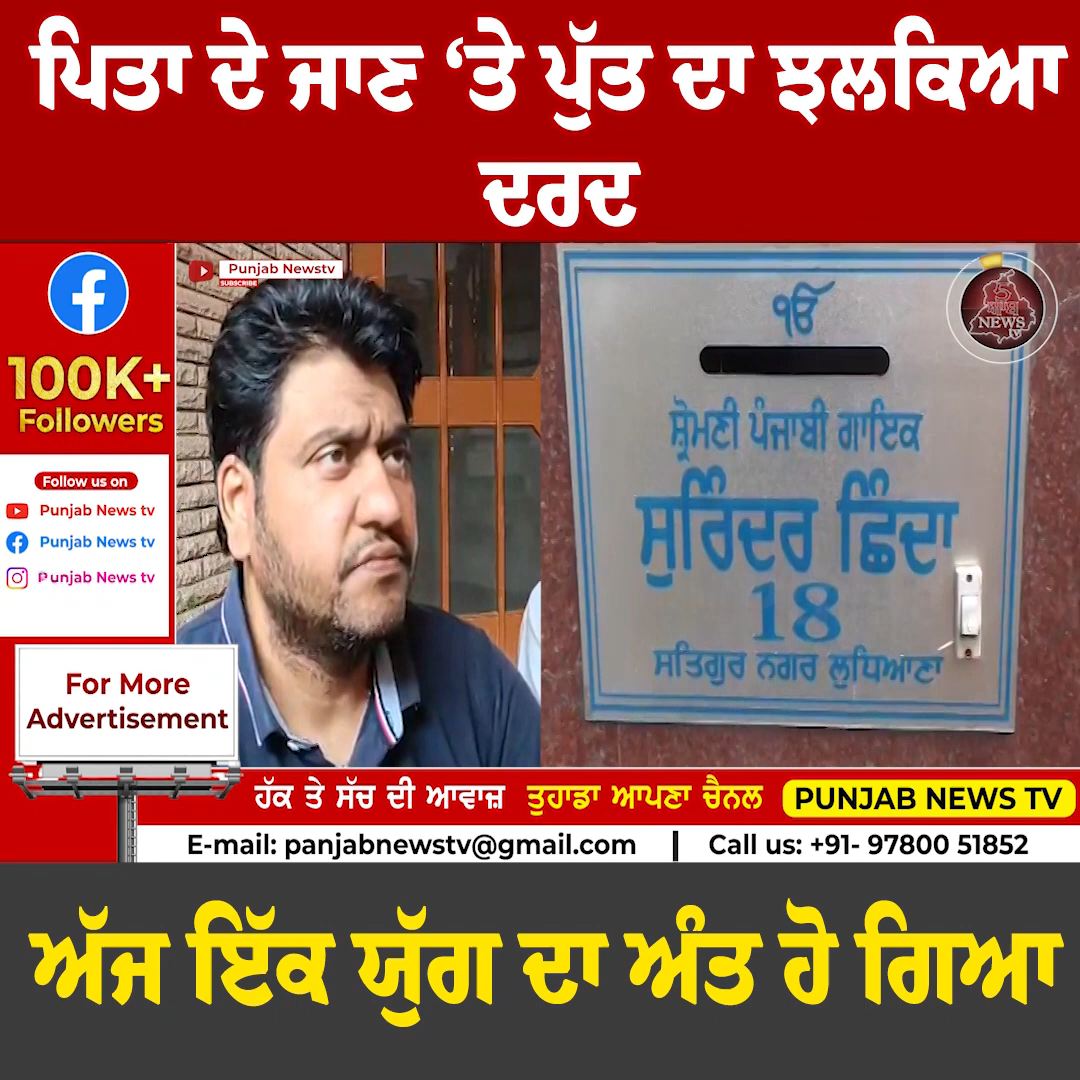 ਪਿਤਾ ਦੇ ਜਾਣ ‘ਤੇ ਪੁੱਤ ਦਾ ਝਲਕਿਆ
ਦਰਦ
Punjab Newstv
SUBSCRIBE
100K+
Followers
Follow us on
Punjab News tv
Punjab News tv
Punjab News tv
For More
Advertisement
ੴ
ਸ਼੍ਰੋਮਣੀ ਪੰਜਾਬੀ ਗਾਇਕ
ਸੁਰਿੰਦਰ ਛਿੰਦਾ
18
ਸਤਿਗੁਰ ਨਗਰ ਲੁਧਿਆਣਾ
NEWS
ਹੱਕ ਤੇ ਸੱਚ ਦੀ ਆਵਾਜ਼ ਤੁਹਾਡਾ ਆਪਣਾ ਚੈਨਲ PUNJAB NEWS TV
E-mail: panjabnewstv@gmail.com | Call us: +91- 97800 51852
ਅੱਜ ਇੱਕ ਯੁੱਗ ਦਾ ਅੰਤ ਹੋ ਗਿਆ